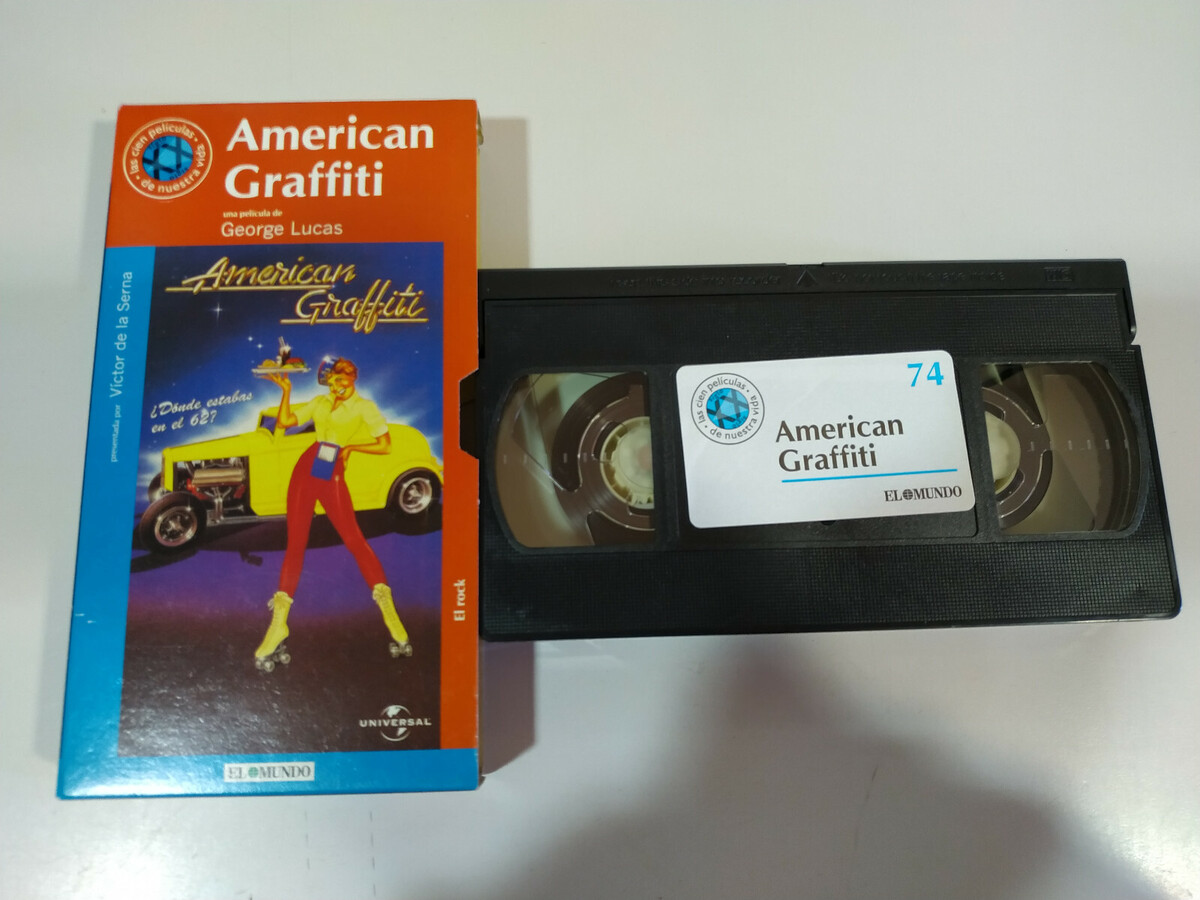 las cien películas · de nuestra vida ·
American
Graffiti
una película de
George Lucas
presentada por Víctor de la Serna
American
Graffiti
¿Dónde estabas
en el 62?
El rock
UNIVERSAL
EL MUNDO
las cien películas · de nuestra vida ·
74
American
Graffiti
EL MUNDO